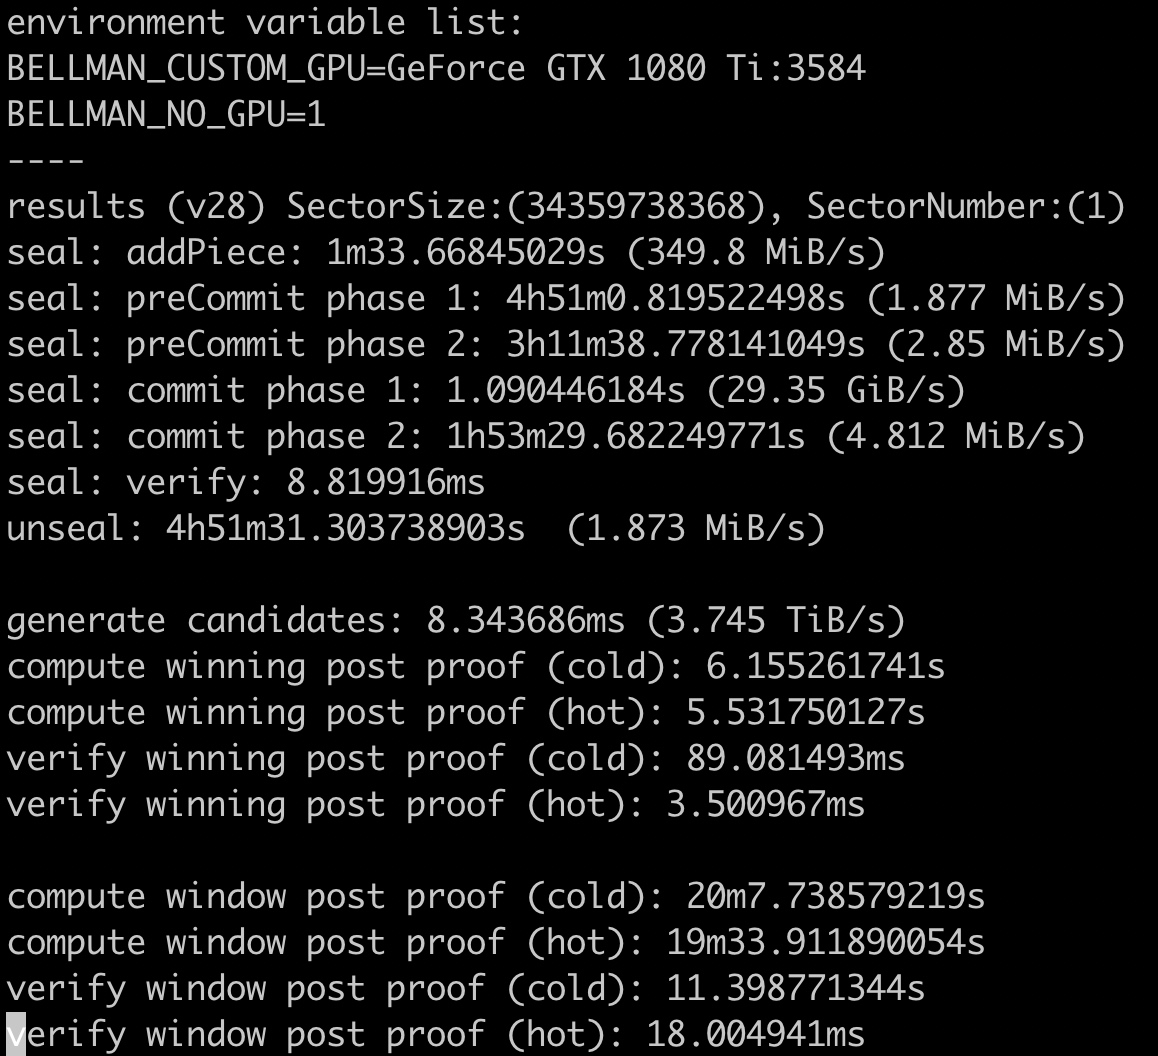 environment variable list:
BELLMAN_CUSTOM_GPU=GeForce GTX 1080 Ti:3584
BELLMAN_NO_GPU=1
----
results (v28) SectorSize:(34359738368), SectorNumber:(1)
seal: addPiece: 1m33.66845029s (349.8 MiB/s)
seal: preCommit phase 1: 4h51m0.819522498s (1.877 MiB/s)
seal: preCommit phase 2: 3h11m38.778141049s (2.85 MiB/s)
seal: commit phase 1: 1.090446184s (29.35 GiB/s)
seal: commit phase 2: 1h53m29.682249771s (4.812 MiB/s)
seal: verify: 8.819916ms
unseal: 4h51m31.303738903s  (1.873 MiB/s)

generate candidates: 8.343686ms (3.745 TiB/s)
compute winning post proof (cold): 6.155261741s
compute winning post proof (hot): 5.531750127s
verify winning post proof (cold): 89.081493ms
verify winning post proof (hot): 3.500967ms

compute window post proof (cold): 20m7.738579219s
compute window post proof (hot): 19m33.911890054s
verify window post proof (cold): 11.398771344s
verify window post proof (hot): 18.004941ms